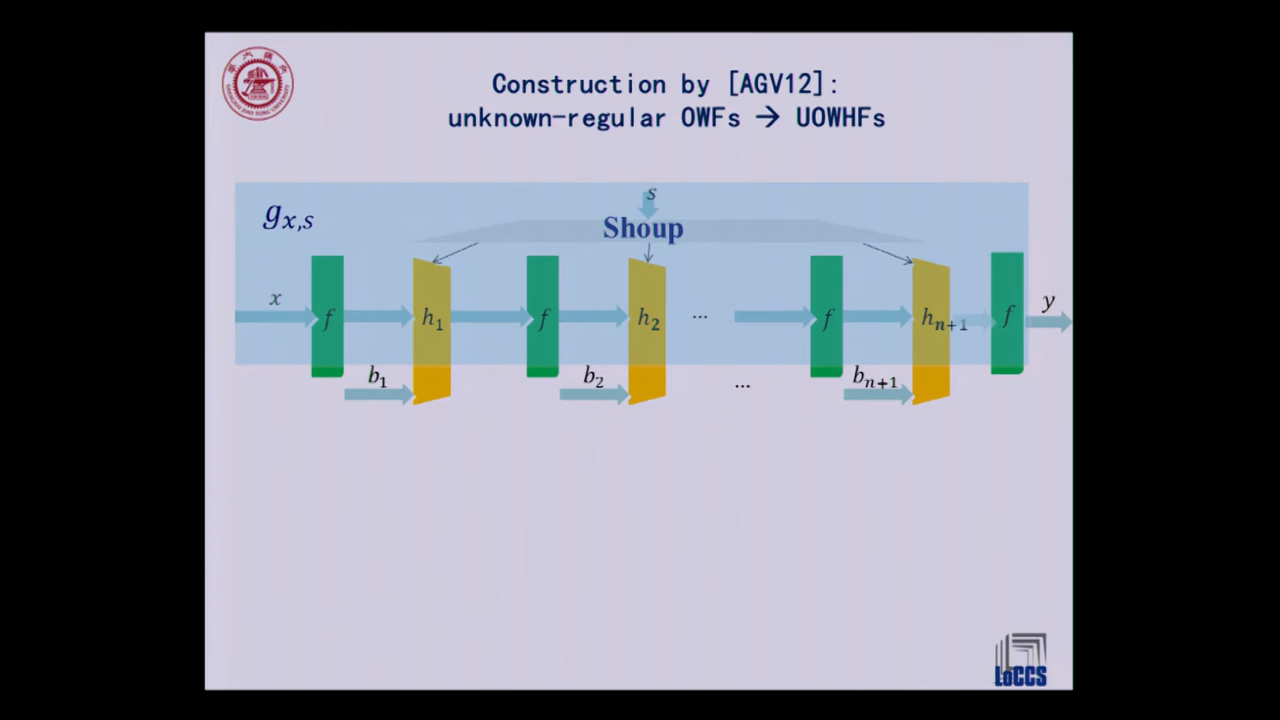 Construction by [AGV12]:
unknown-regular OWFs → UOWHFs
s
g_{x,s}
Shoup
x
f
h_1
f
h_2
...
f
h_{n+1}
f
y
b_1
b_2
...
b_{n+1}
LoCCS